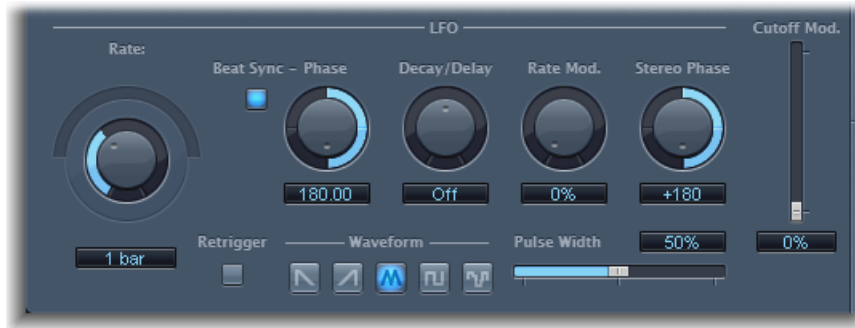 LFO
Cutoff Mod.
Rate:
Beat Sync – Phase
Decay/Delay
Rate Mod.
Stereo Phase
180.00
Off
0%
+180
1 bar
Retrigger
Waveform
Pulse Width
50%
0%